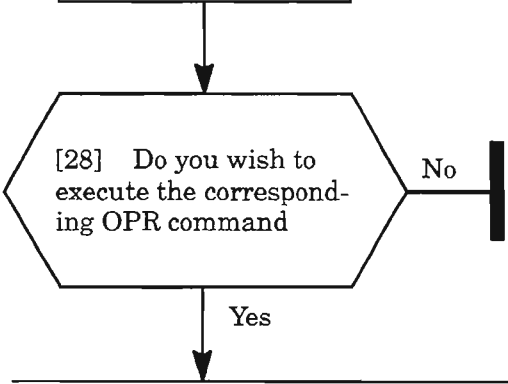 [28] Do you wish to
execute the correspond-
ing OPR command
No
Yes